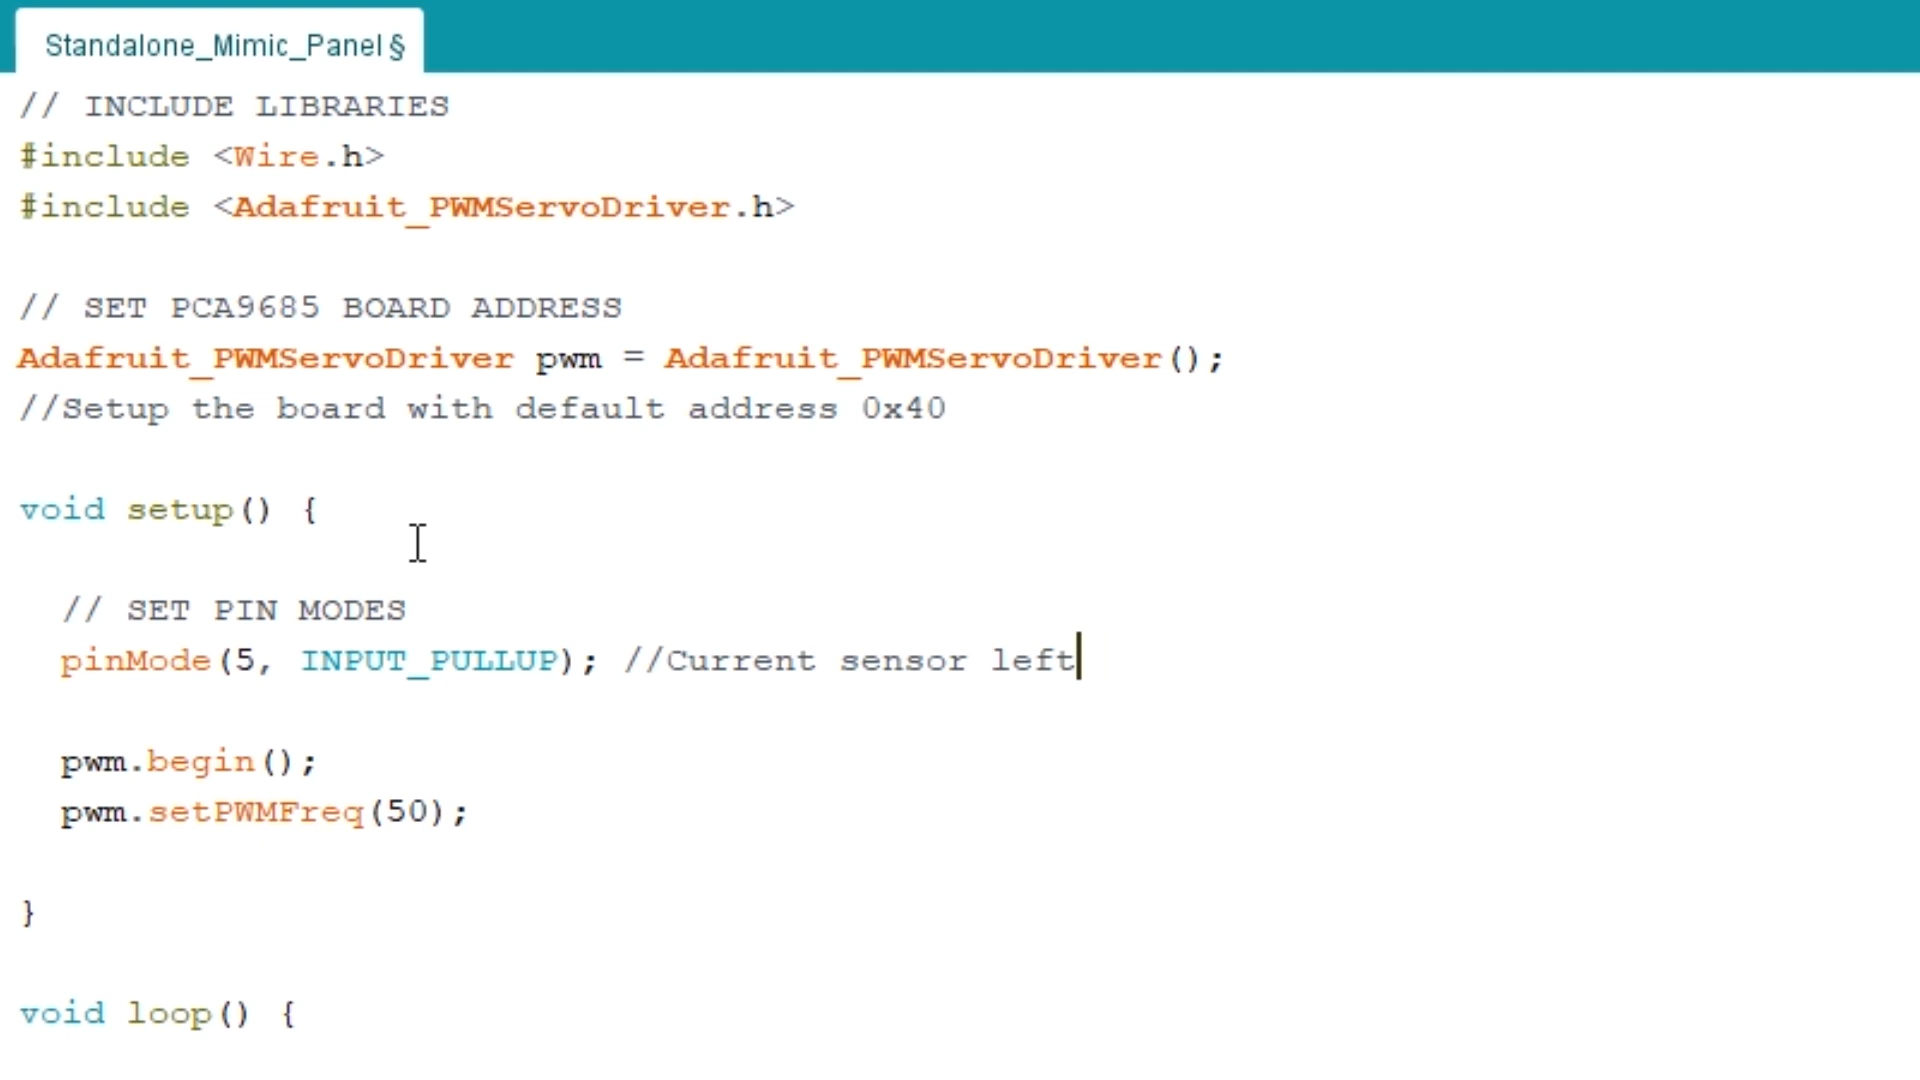 Standalone_Mimic_Panel §
// INCLUDE LIBRARIES
#include <Wire.h>
#include <Adafruit_PWMServoDriver.h>
// SET PCA9685 BOARD ADDRESS
Adafruit_PWMServoDriver pwm = Adafruit_PWMServoDriver();
//Setup the board with default address 0x40
void setup() {
// SET PIN MODES
pinMode(5, INPUT_PULLUP); //Current sensor left
pwm.begin();
pwm.setPWMFreq(50);
}
void loop() {